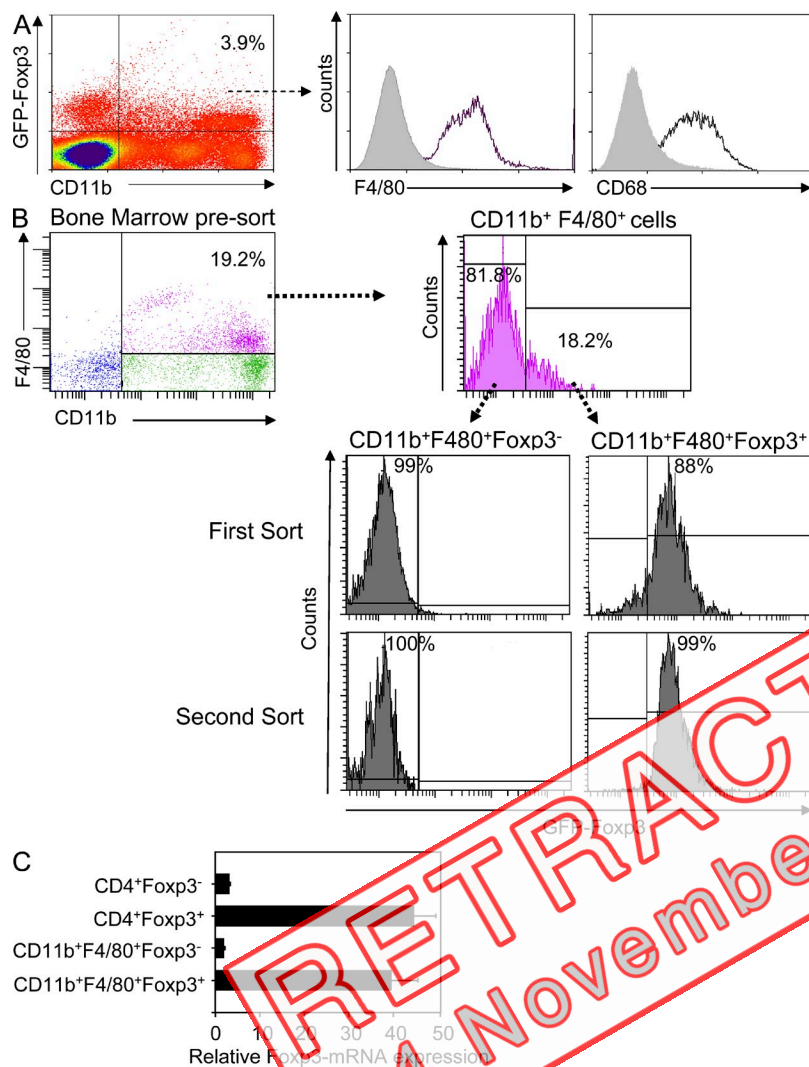 A
GFP-Foxp3
3.9%
CD11b
counts
F4/80
CD68
B
Bone Marrow pre-sort
F4/80
19.2%
CD11b
CD11b⁺ F4/80⁺ cells
Counts
81.8%
18.2%
CD11b⁺F480⁺Foxp3⁻
CD11b⁺F480⁺Foxp3⁺
First Sort
99%
88%
Counts
Second Sort
100%
99%
GFP-Foxp3
C
CD4⁺Foxp3⁻
CD4⁺Foxp3⁺
CD11b⁺F4/80⁺Foxp3⁻
CD11b⁺F4/80⁺Foxp3⁺
0 10 20 30 40 50
Relative Foxp3-mRNA expression
RETRACT
4 Novembe